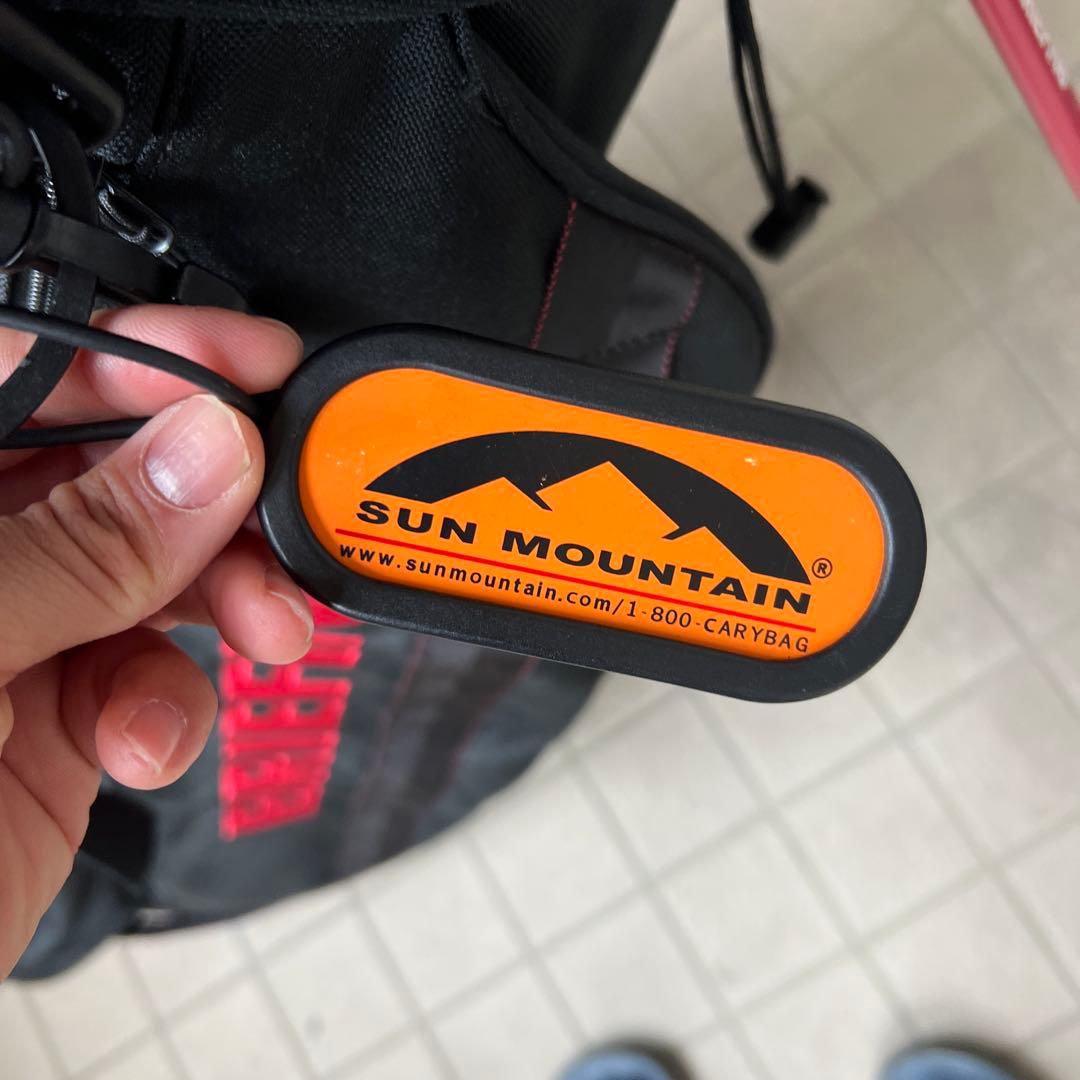 SUN MOUNTAIN®
www.sunmountain.com/1-800-CARYBAG